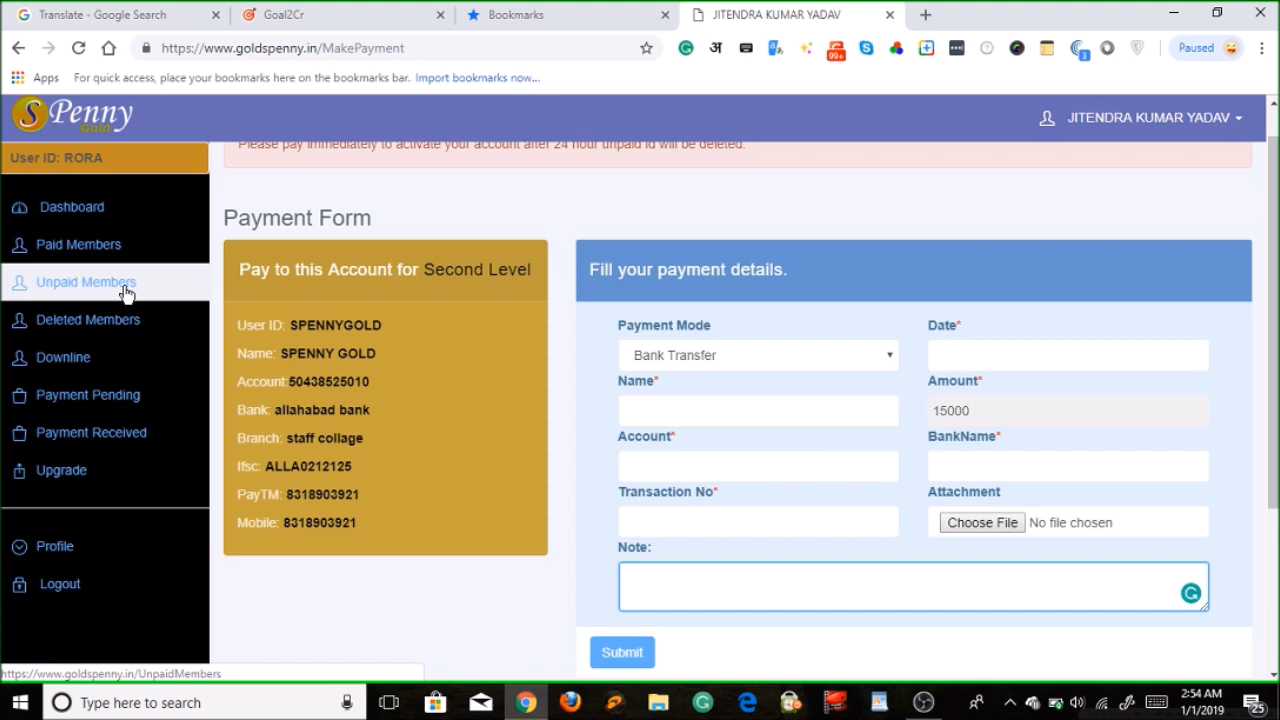 Translate - Google Search
Goal2Cr
Bookmarks
JITENDRA KUMAR YADAV
https://www.goldspenny.in/MakePayment
अ
99+
3
Paused
Apps
For quick access, place your bookmarks here on the bookmarks bar. Import bookmarks now...
S Penny
Gold
JITENDRA KUMAR YADAV
User ID: RORA
Please pay immediately to activate your account after 24 hour unpaid id will be deleted.
Dashboard
Paid Members
Unpaid Members
Deleted Members
Downline
Payment Pending
Payment Received
Upgrade
Profile
Logout
Payment Form
Pay to this Account for Second Level
User ID: SPENNYGOLD
Name: SPENNY GOLD
Account:50438525010
Bank: allahabad bank
Branch: staff collage
Ifsc: ALLA0212125
PayTM: 8318903921
Mobile: 8318903921
Fill your payment details.
Payment Mode
Date*
Bank Transfer
Name*
Amount*
15000
Account*
BankName*
Transaction No*
Attachment
Choose File No file chosen
Note:
Submit
https://www.goldspenny.in/UnpaidMembers
Type here to search
2:54 AM
1/1/2019
25